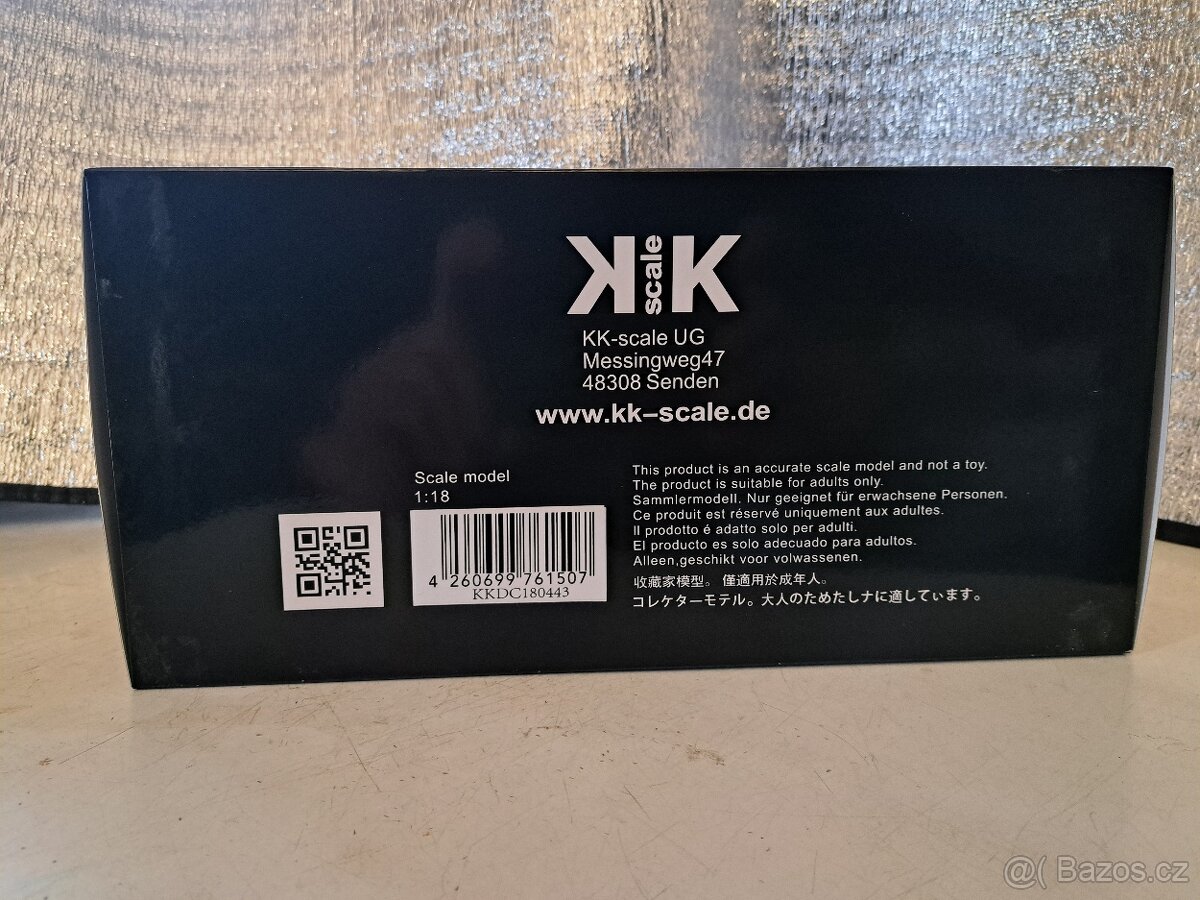 K scale K
KK-scale UG
Messingweg47
48308 Senden
www.kk-scale.de
Scale model
1:18
4 260699 761507
KKDC180443
This product is an accurate scale model and not a toy.
The product is suitable for adults only.
Sammlermodell. Nur geeignet für erwachsene Personen.
Ce produit est réservé uniquement aux adultes.
Il prodotto é adatto solo per adulti.
El producto es solo adecuado para adultos.
Alleen,geschikt voor volwassenen.
收藏家模型。僅適用於成年人。
コレケターモテル。大人のためたしナに適してぃます。
@( Bazos.cz